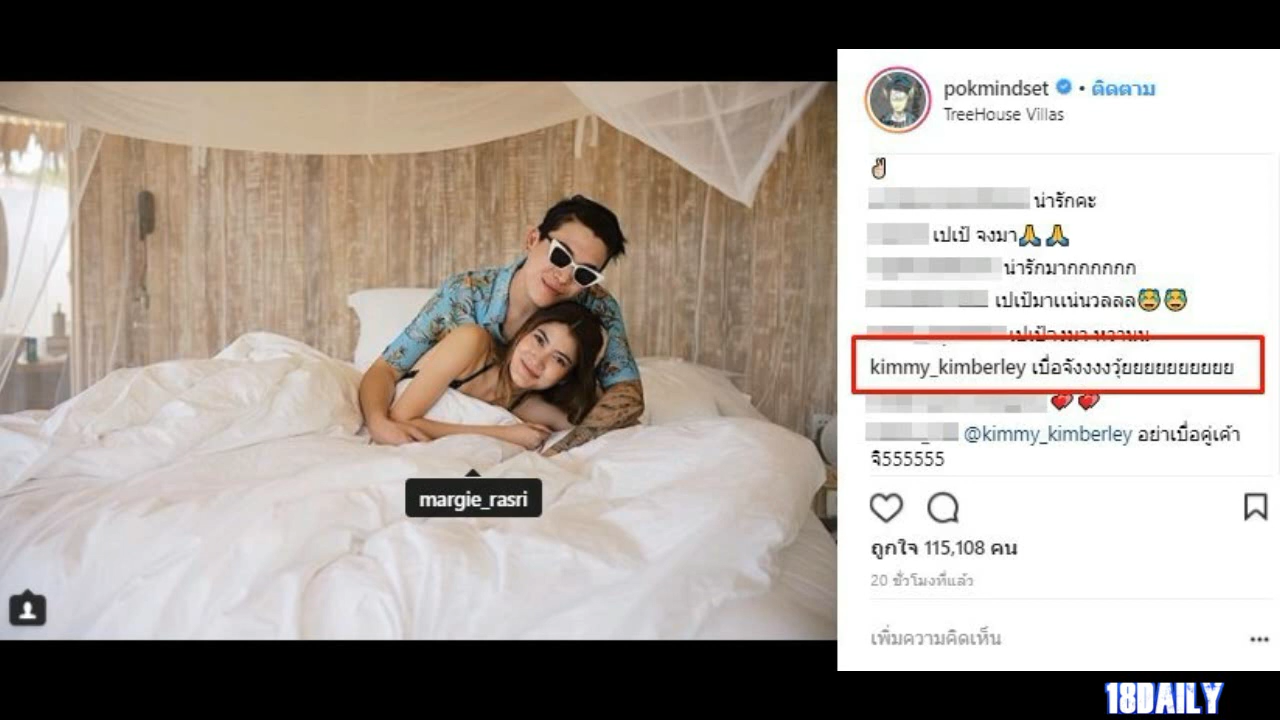 pokmindset • ติดตาม
TreeHouse Villas
น่ารักคะ
เปเป้ จงมา🙏🙏
น่ารักมากกกกกก
เปเป้มาแน่นวลลล
kimmy_kimberley เบื่อจังงงงวุ้ยยยยยยยยยยย
@kimmy_kimberley อย่าเบื่อคู่เค้า
จิ555555
margie_rasri
ถูกใจ 115,108 คน
20 ชั่วโมงที่แล้ว
เพิ่มความคิดเห็น
18DAILY